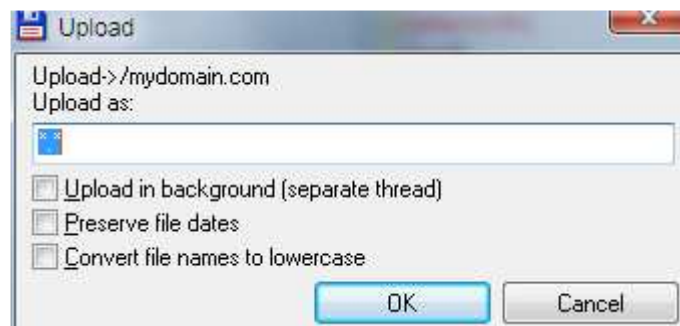 Upload
Upload->/mydomain.com
Upload as:
*.*
Upload in background (separate thread)
Preserve file dates
Convert file names to lowercase
OK Cancel